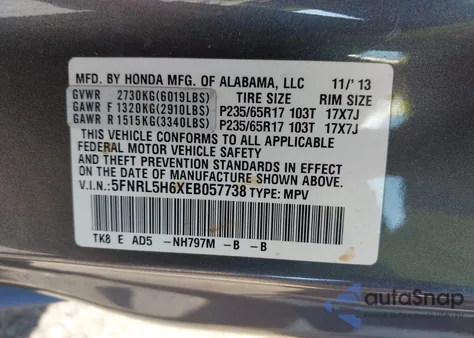 MFD. BY HONDA MFG. OF ALABAMA, LLC 11/'13
GVWR 2730KG(6019LBS) TIRE SIZE RIM SIZE
GAWR F 1320KG(2910LBS) P235/65R17 103T 17X7J
GAWR R 1515KG(3340LBS) P235/65R17 103T 17X7J
THIS VEHICLE CONFORMS TO ALL APPLICABLE
FEDERAL MOTOR VEHICLE SAFETY
AND THEFT PREVENTION STANDARDS IN EFFECT
ON THE DATE OF MANUFACTURE SHOWN ABOVE.
V.I.N.: 5FNRL5H6XEB057738 TYPE: MPV
TK8 E AD5 -NH797M -B -B
autoSnap